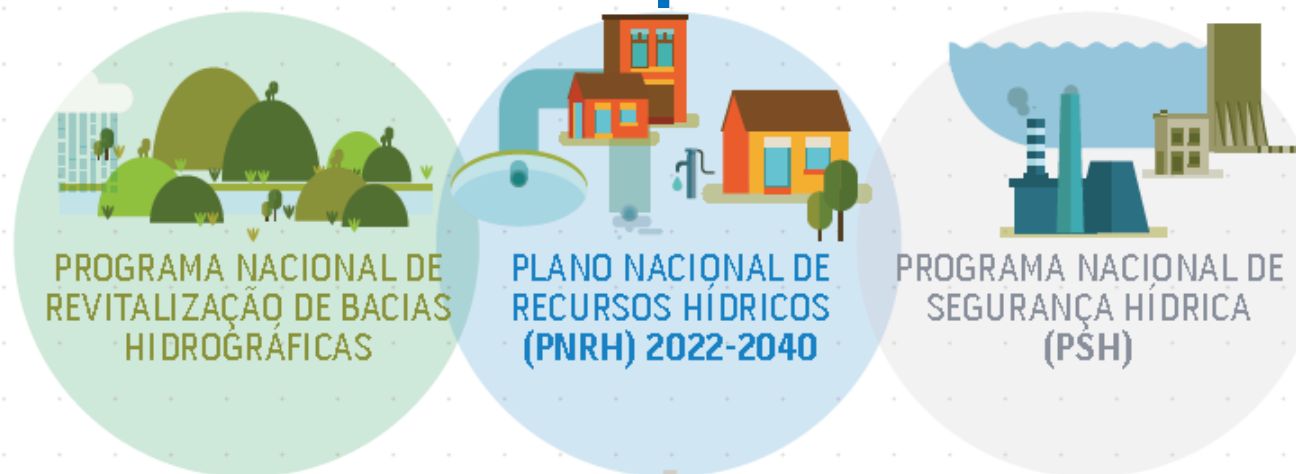 PROGRAMA NACIONAL DE
REVITALIZAÇÃO DE BACIAS
HIDROGRÁFICAS
PLANO NACIONAL DE
RECURSOS HÍDRICOS
(PNRH) 2022-2040
PROGRAMA NACIONAL DE
SEGURANÇA HÍDRICA
(PSH)